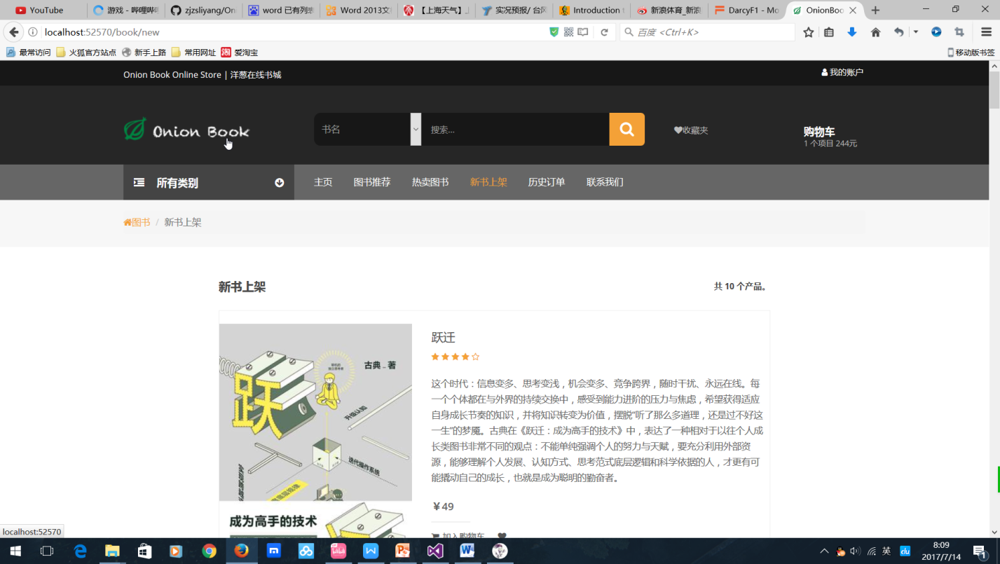 YouTube
游戏 - 哔哩哔哩
zjzsliyang/On
word 已有列表
Word 2013文
【上海天气】
实况预报/ 台风
Introduction
新浪体育_新浪
DarcyF1 - Mo
OnionBoo
localhost:52570/book/new
百度 <Ctrl+K>
最常访问
火狐官方站点
新手上路
常用网址
淘
爱淘宝
移动版书签
Onion Book Online Store | 洋葱在线书城
我的账户
Onion Book
书名
搜索...
收藏夹
购物车
1 个项目 244元
所有类别
主页
图书推荐
热卖图书
新书上架
历史订单
联系我们
图书 / 新书上架
新书上架
共 10 个产品。
古典_著
跃
升级认知
迭代操作系统
成为高手的技术
跃迁
这个时代：信息变多、思考变浅，机会变多、竞争跨界，随时干扰、永远在线。每
一个个体都在与外界的持续交换中，感受到能力进阶的压力与焦虑，希望获得适应
自身成长节奏的知识，并将知识转变为价值，摆脱“听了那么多道理，还是过不好这
一生”的梦魇。古典在《跃迁：成为高手的技术》中，表达了一种相对于以往个人成
长类图书非常不同的观点：不能单纯强调个人的努力与天赋，要充分利用外部资
源，能够理解个人发展、认知方式、思考范式底层逻辑和科学依据的人，才更有可
能撬动自己的成长，也就是成为聪明的勤奋者。
￥49
加入购物车
localhost:52570
英
du
8:09
2017/7/14
1